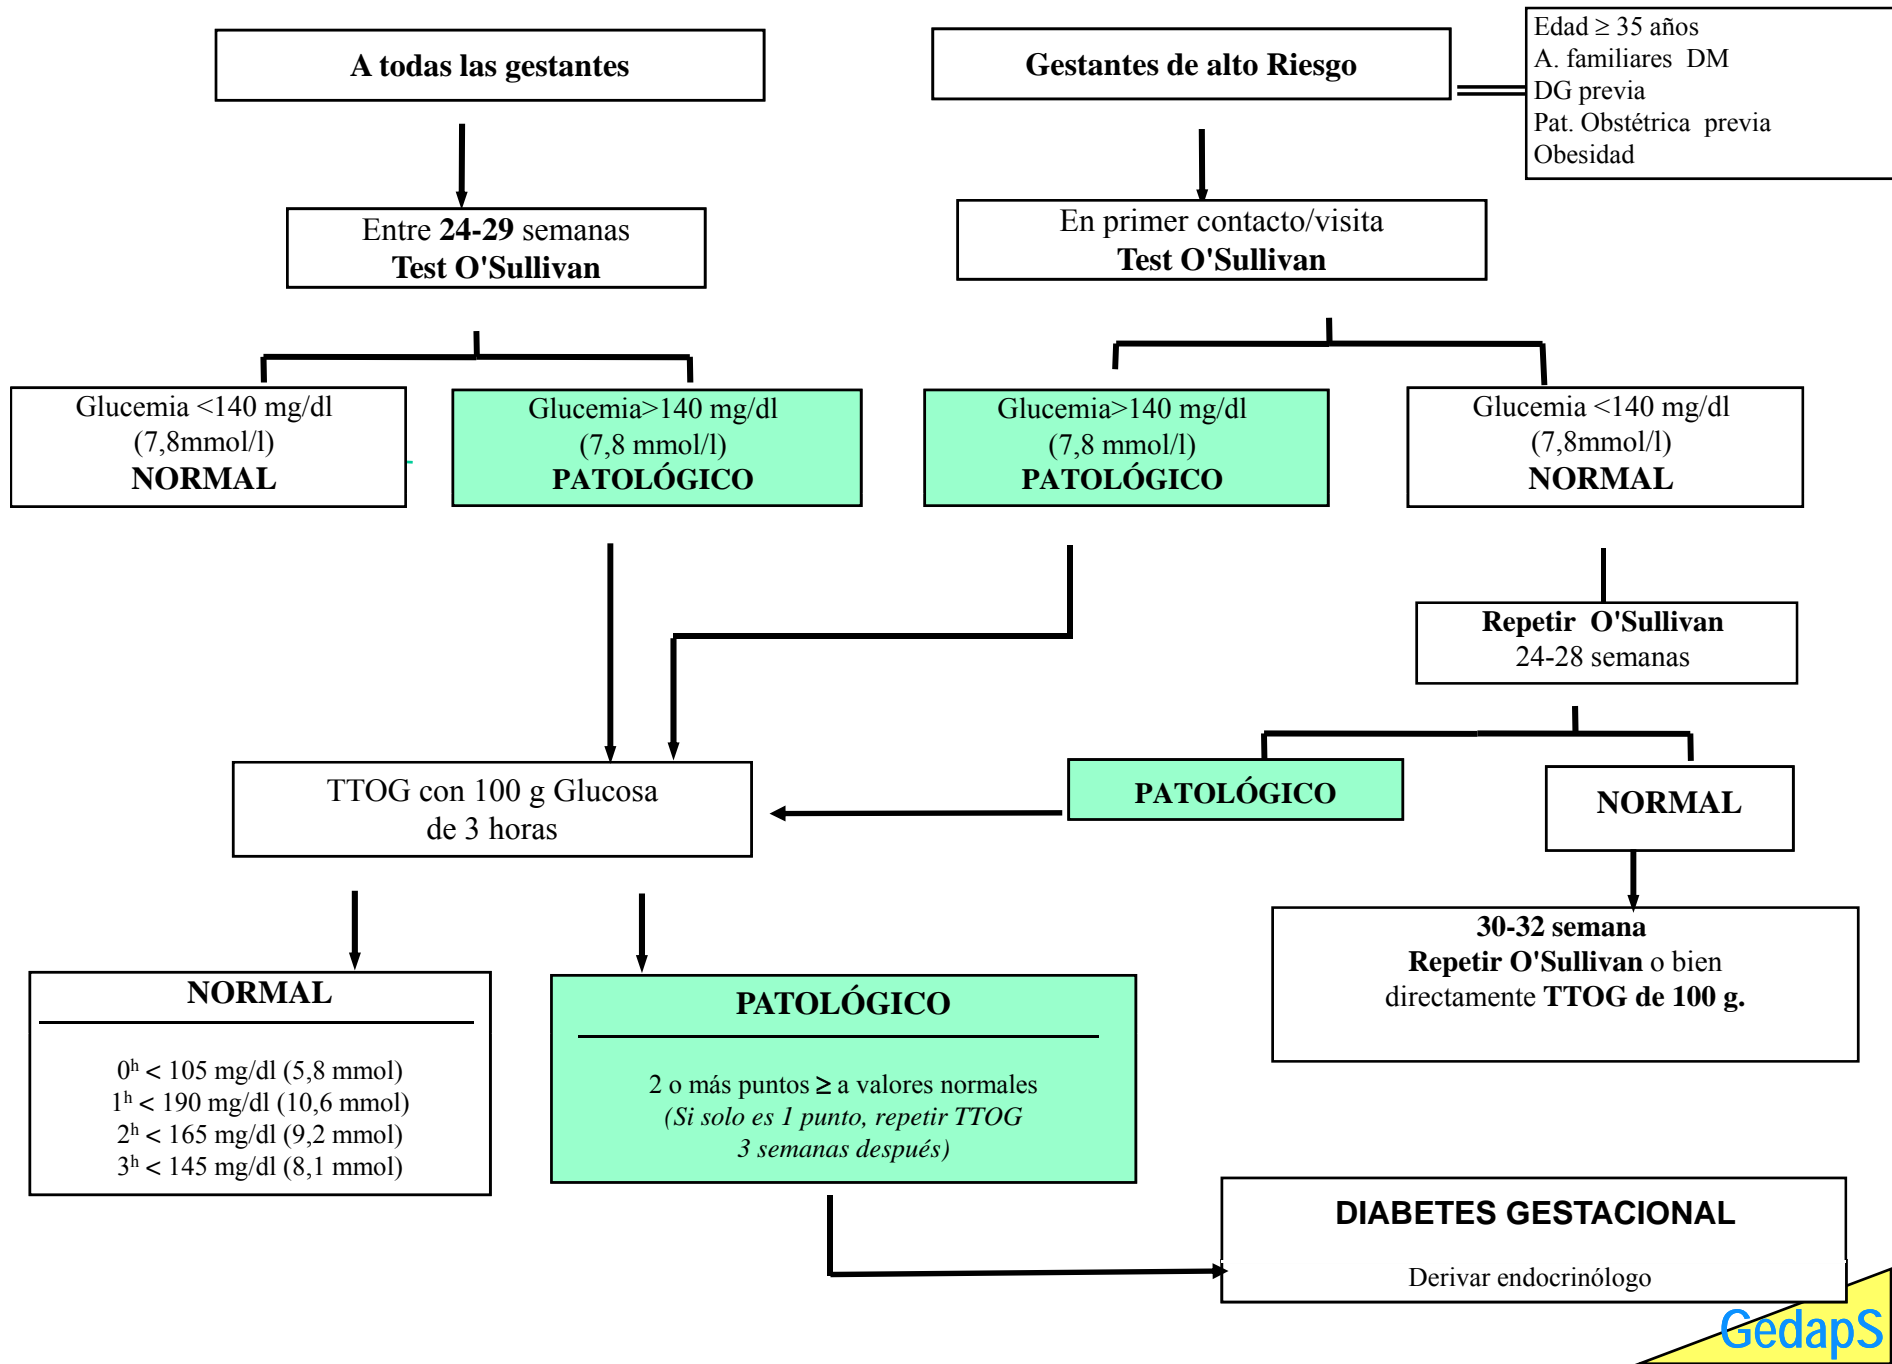 A todas las gestantes
Gestantes de alto Riesgo
Edad ≥ 35 años
A. familiares DM
DG previa
Pat. Obstétrica previa
Obesidad
Entre 24-29 semanas
Test O'Sullivan
En primer contacto/visita
Test O'Sullivan
Glucemia <140 mg/dl
(7,8mmol/l)
NORMAL
Glucemia>140 mg/dl
(7,8 mmol/l)
PATOLÓGICO
Glucemia>140 mg/dl
(7,8 mmol/l)
PATOLÓGICO
Glucemia <140 mg/dl
(7,8mmol/l)
NORMAL
Repetir O'Sullivan
24-28 semanas
TTOG con 100 g Glucosa
de 3 horas
PATOLÓGICO
NORMAL
30-32 semana
Repetir O'Sullivan o bien
directamente TTOG de 100 g.
NORMAL
0h < 105 mg/dl (5,8 mmol)
1h < 190 mg/dl (10,6 mmol)
2h < 165 mg/dl (9,2 mmol)
3h < 145 mg/dl (8,1 mmol)
PATOLÓGICO
2 o más puntos ≥ a valores normales
(Si solo es 1 punto, repetir TTOG
3 semanas después)
DIABETES GESTACIONAL
Derivar endocrinólogo
GedapS